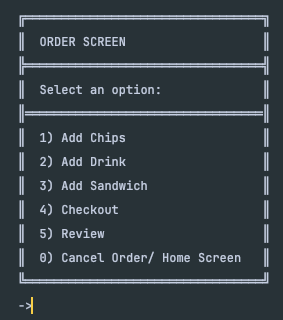 ORDER SCREEN
Select an option:
1) Add Chips
2) Add Drink
3) Add Sandwich
4) Checkout
5) Review
0) Cancel Order/ Home Screen
->